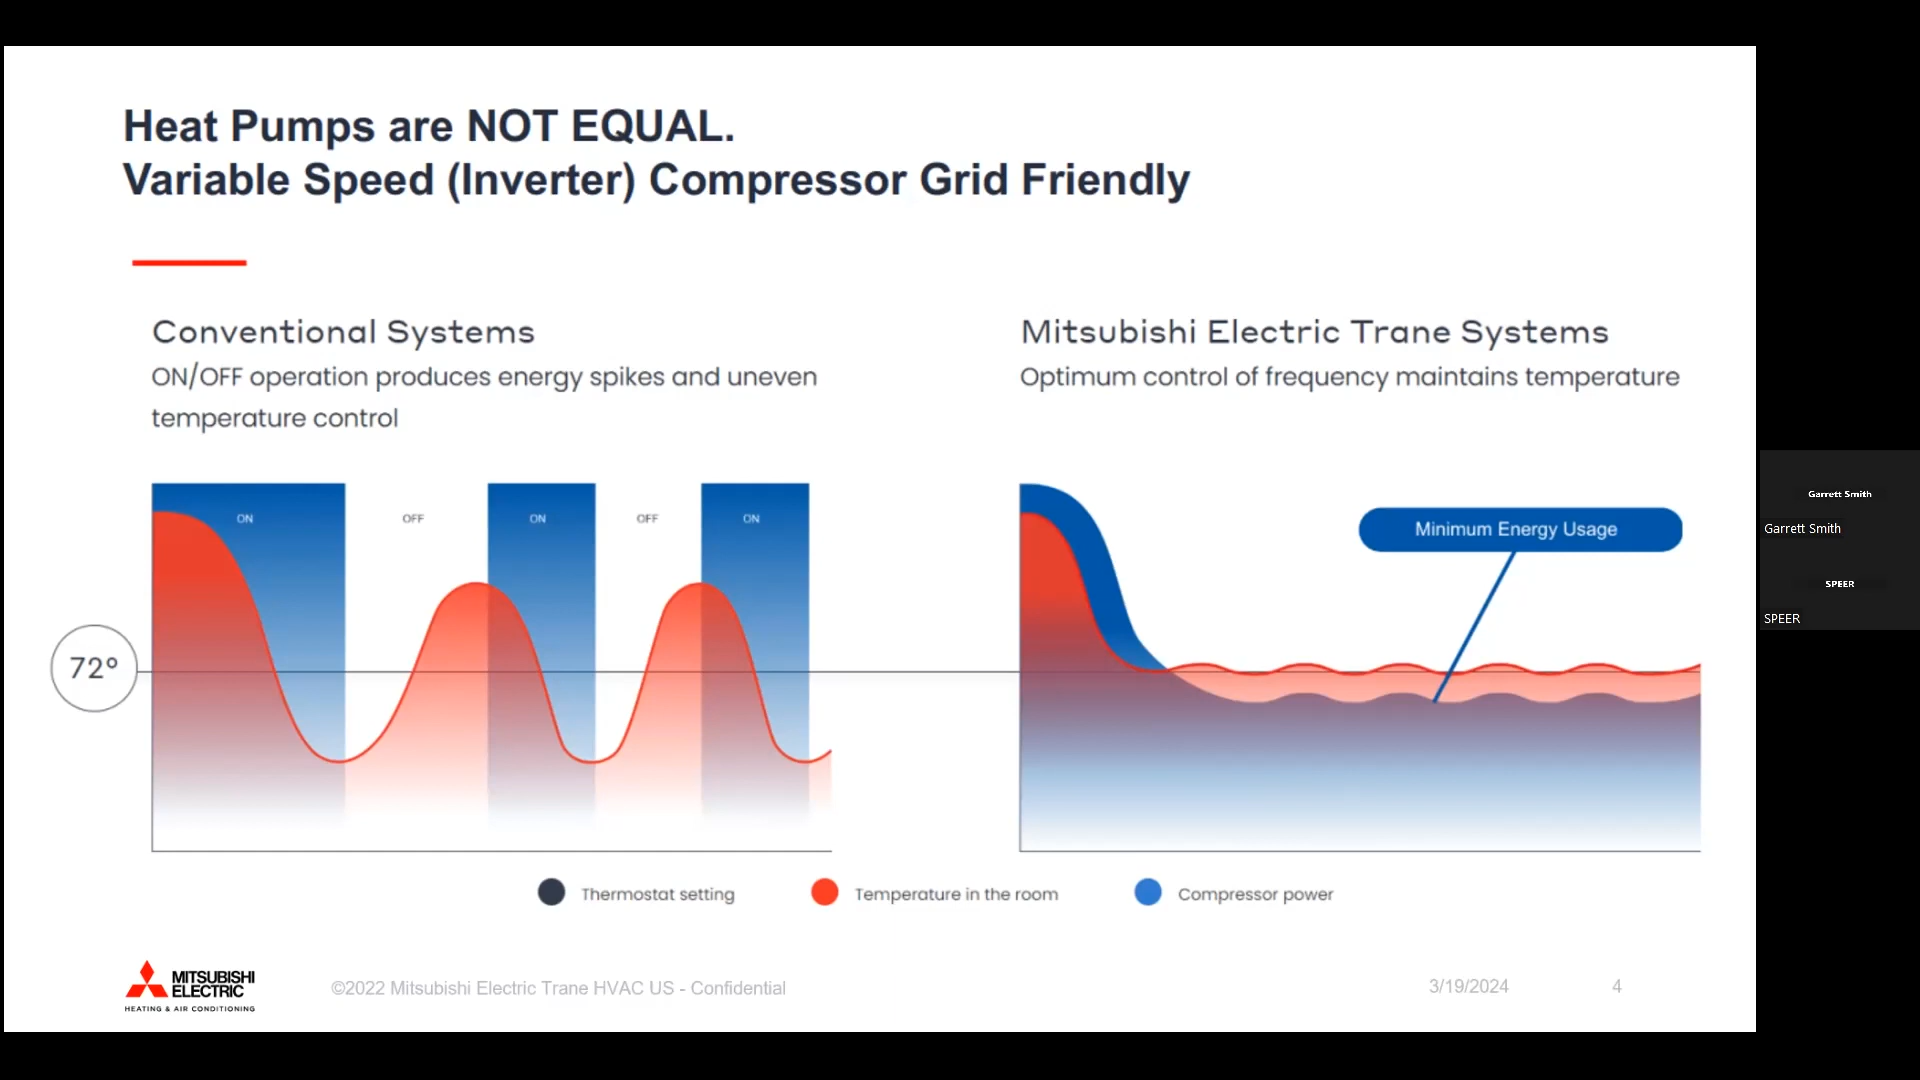 Heat Pumps are NOT EQUAL.
Variable Speed (Inverter) Compressor Grid Friendly
Conventional Systems
ON/OFF operation produces energy spikes and uneven
temperature control
Mitsubishi Electric Trane Systems
Optimum control of frequency maintains temperature
ON
OFF
ON
OFF
ON
72°
Minimum Energy Usage
Thermostat setting
Temperature in the room
Compressor power
MITSUBISHI
ELECTRIC
HEATING & AIR CONDITIONING
©2022 Mitsubishi Electric Trane HVAC US - Confidential
3/19/2024
4
Garrett Smith
Garrett Smith
SPEER
SPEER